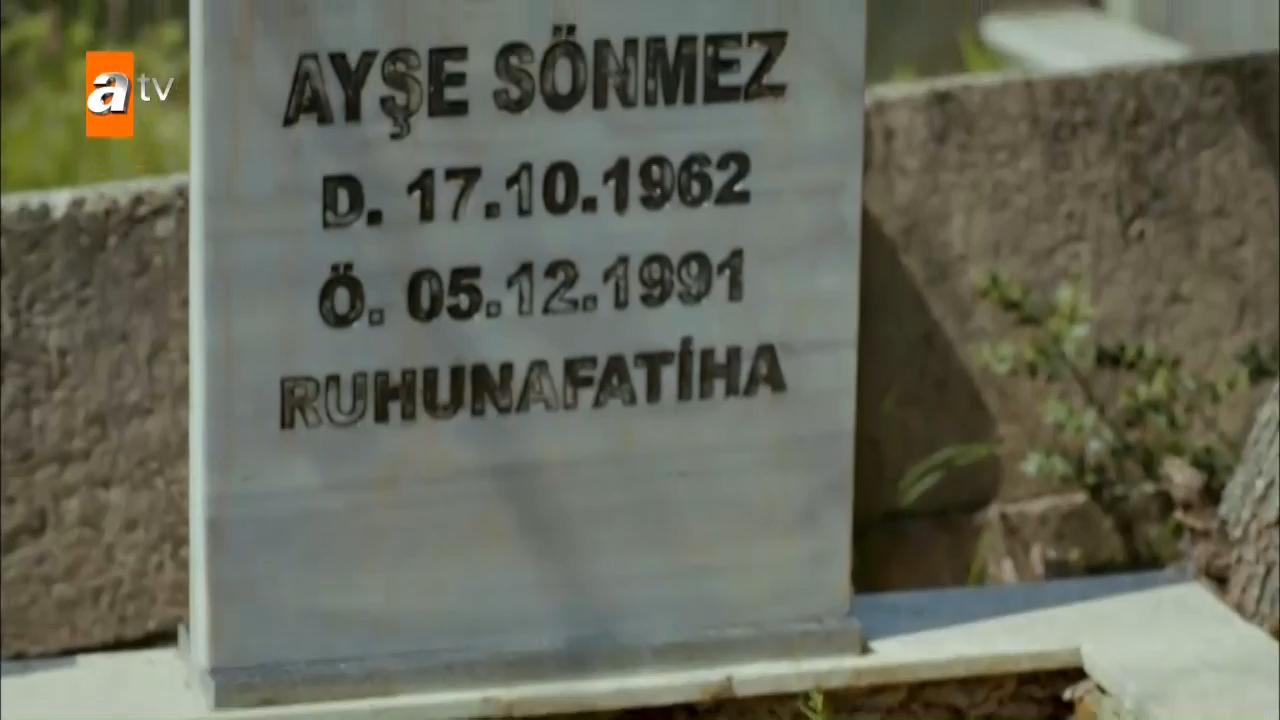 atv
AYŞE SÖNMEZ
D. 17.10.1962
Ö. 05.12.1991
RUHUNAFATİHA